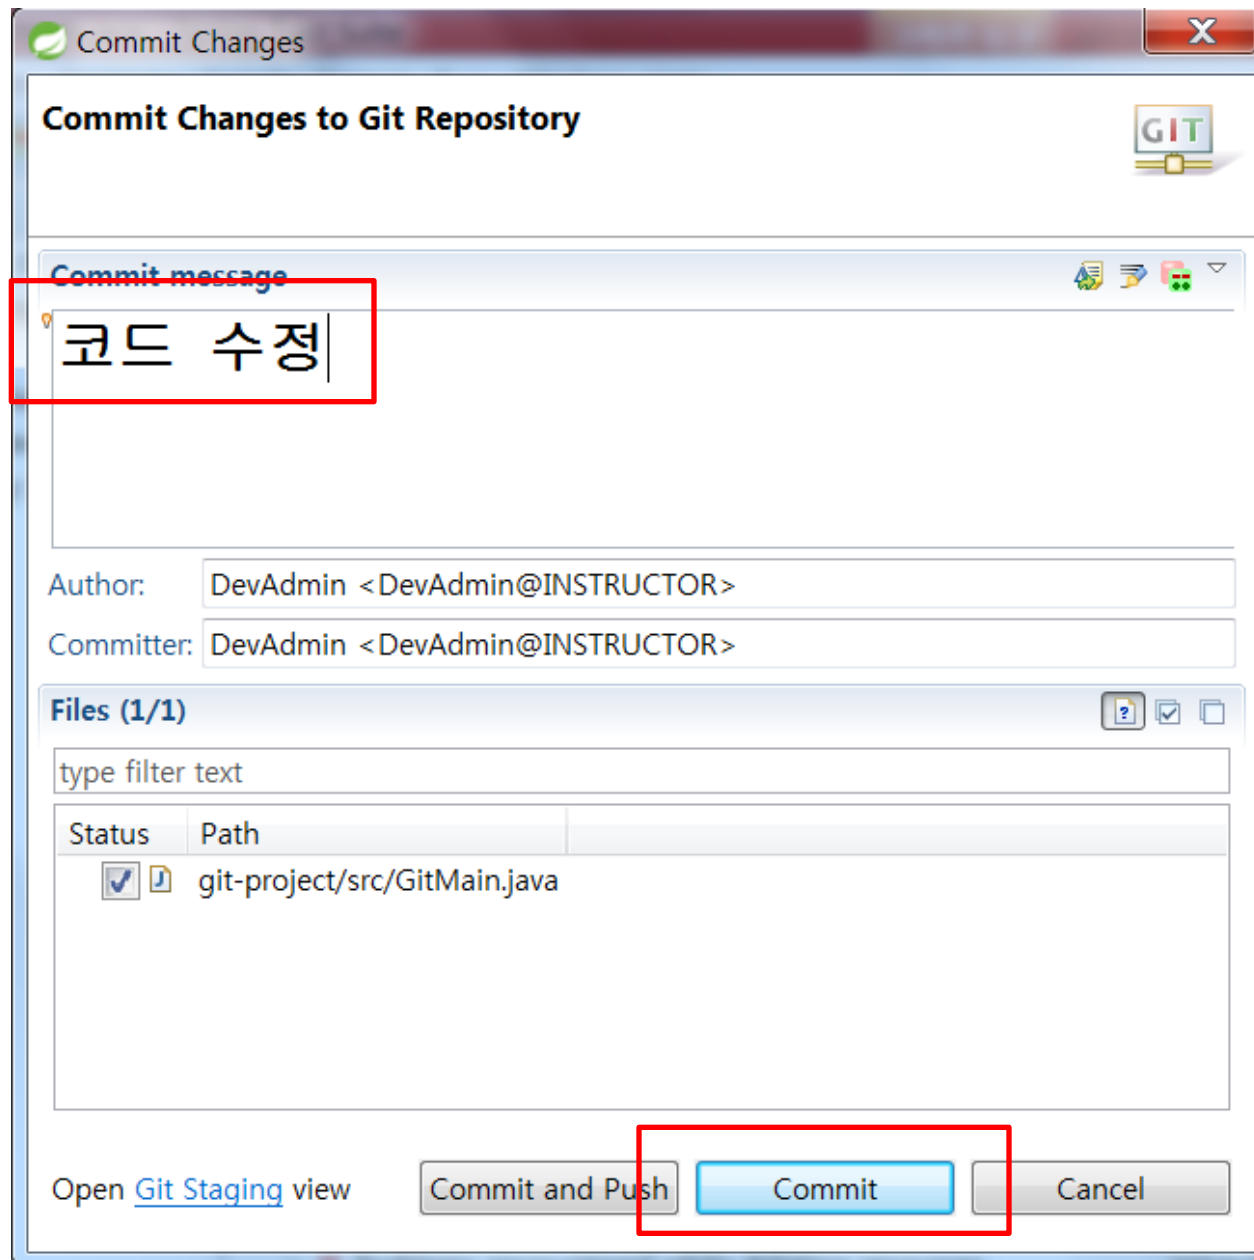 Commit Changes
X
Commit Changes to Git Repository
GIT
Commit message
코드 수정
Author: DevAdmin <DevAdmin@INSTRUCTOR>
Committer: DevAdmin <DevAdmin@INSTRUCTOR>
Files (1/1)
type filter text
Status Path
git-project/src/GitMain.java
Open Git Staging view Commit and Push Commit Cancel